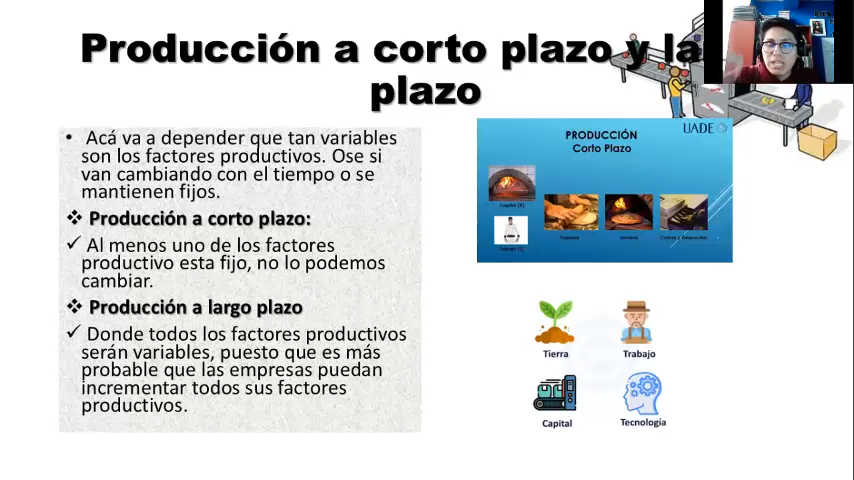 Producción a corto plazo y la
plazo
• Acá va a depender que tan variables
son los factores productivos. Ose si
van cambiando con el tiempo o se
mantienen fijos.
❖ Producción a corto plazo:
✓ Al menos uno de los factores
productivo esta fijo, no lo podemos
cambiar.
❖ Producción a largo plazo
✓ Donde todos los factores productivos
serán variables, puesto que es más
probable que las empresas puedan
incrementar todos sus factores
productivos.
UADE
PRODUCCIÓN
Corto Plazo
Capital (K)
Tierra
Trabajo
Capital
Tecnología